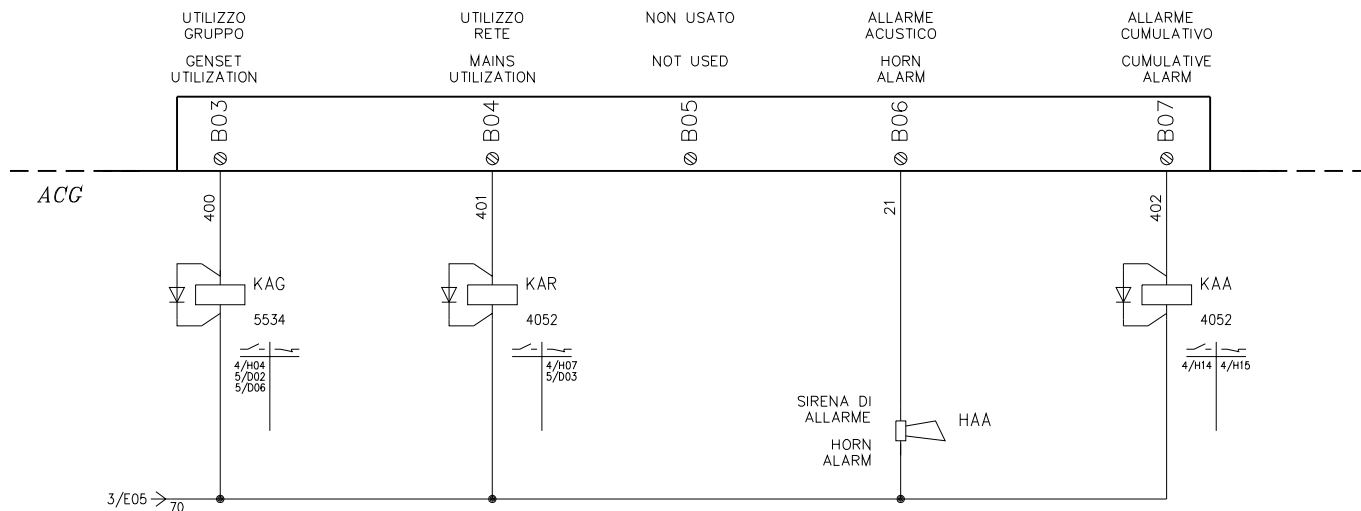 UTILIZZO
GRUPPO
GENSET
UTILIZATION
UTILIZZO
RETE
MAINS
UTILIZATION
NON USATO
NOT USED
ALLARME
ACUSTICO
HORN
ALARM
ALLARME
CUMULATIVO
CUMULATIVE
ALARM
B03
B04
B05
B06
B07
ACG
400
401
21
402
KAG
5534
4/H04
5/D02
5/D06
KAR
4052
4/H07
5/D03
KAA
4052
4/H14 4/H15
SIRENA DI
ALLARME
HORN
ALARM
HAA
3/E05
70